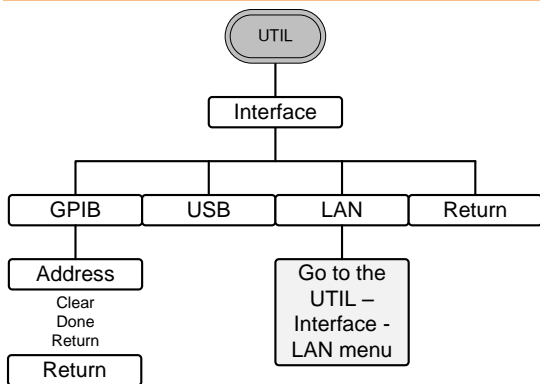 UTIL
Interface
GPIB
USB
LAN
Return
Address
Clear
Done
Return
Return
Go to the
UTIL –
Interface -
LAN menu